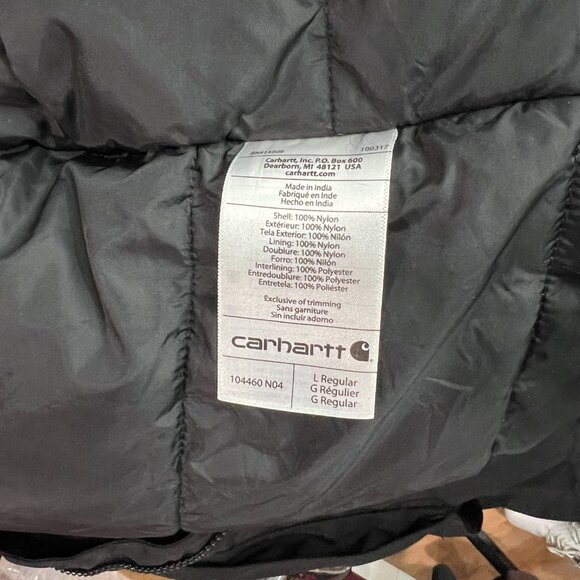 RN#14806 100317
Carhartt, Inc. P.O. Box 600
Dearborn, MI 48121 USA
carhartt.com
Made in India
Fabriqué en Inde
Hecho en India
Shell: 100% Nylon
Extérieur: 100% Nylon
Tela Exterior: 100% Nilón
Lining: 100% Nylon
Doublure: 100% Nylon
Forro: 100% Nilón
Interlining: 100% Polyester
Entredoublure: 100% Polyester
Entretela: 100% Poliéster
Exclusive of trimming
Sans garniture
Sin incluir adorno
carhartt
104460 N04
L Regular
G Régulier
G Regular